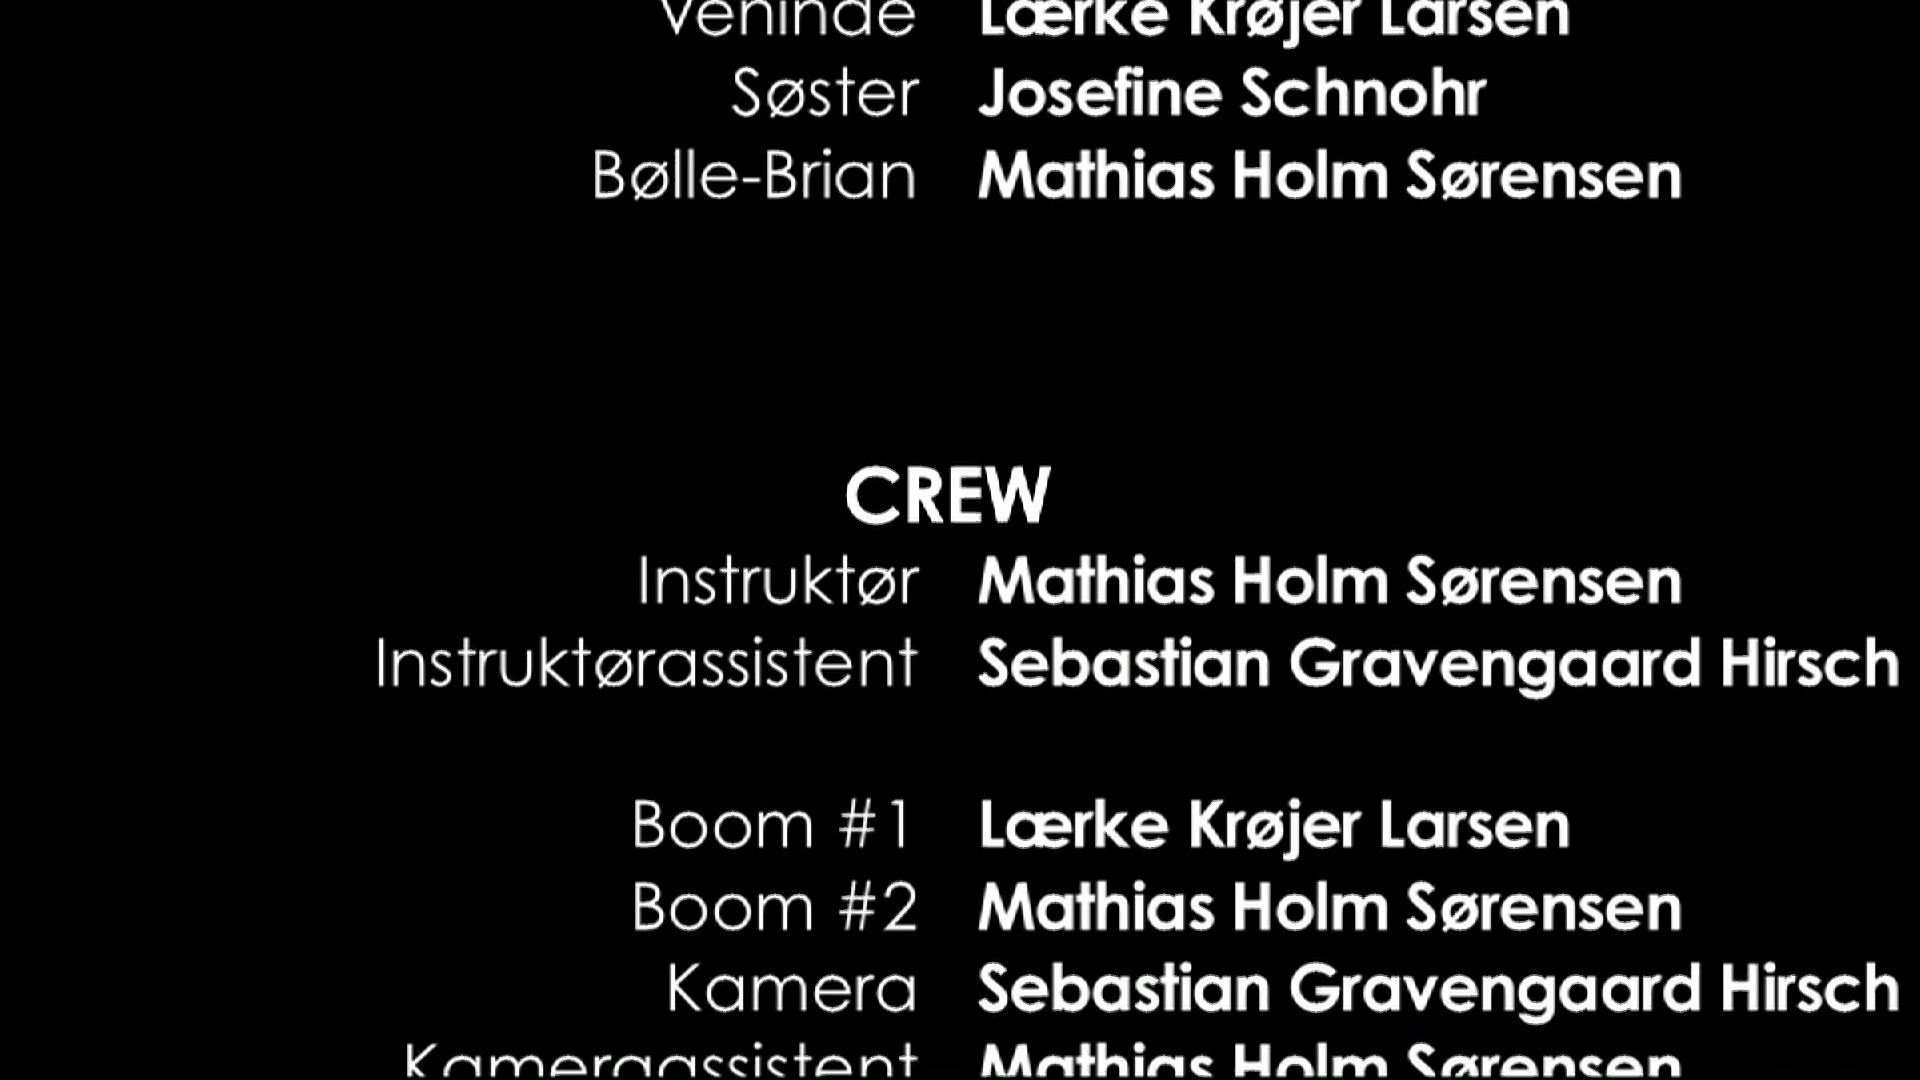 Veninde Lærke Krøjer Larsen
Søster Josefine Schnohr
Bølle-Brian Mathias Holm Sørensen
CREW
Instruktør Mathias Holm Sørensen
Instruktørassistent Sebastian Gravengaard Hirsch
Boom #1 Lærke Krøjer Larsen
Boom #2 Mathias Holm Sørensen
Kamera Sebastian Gravengaard Hirsch
Kameraassistent Mathias Holm Sørensen